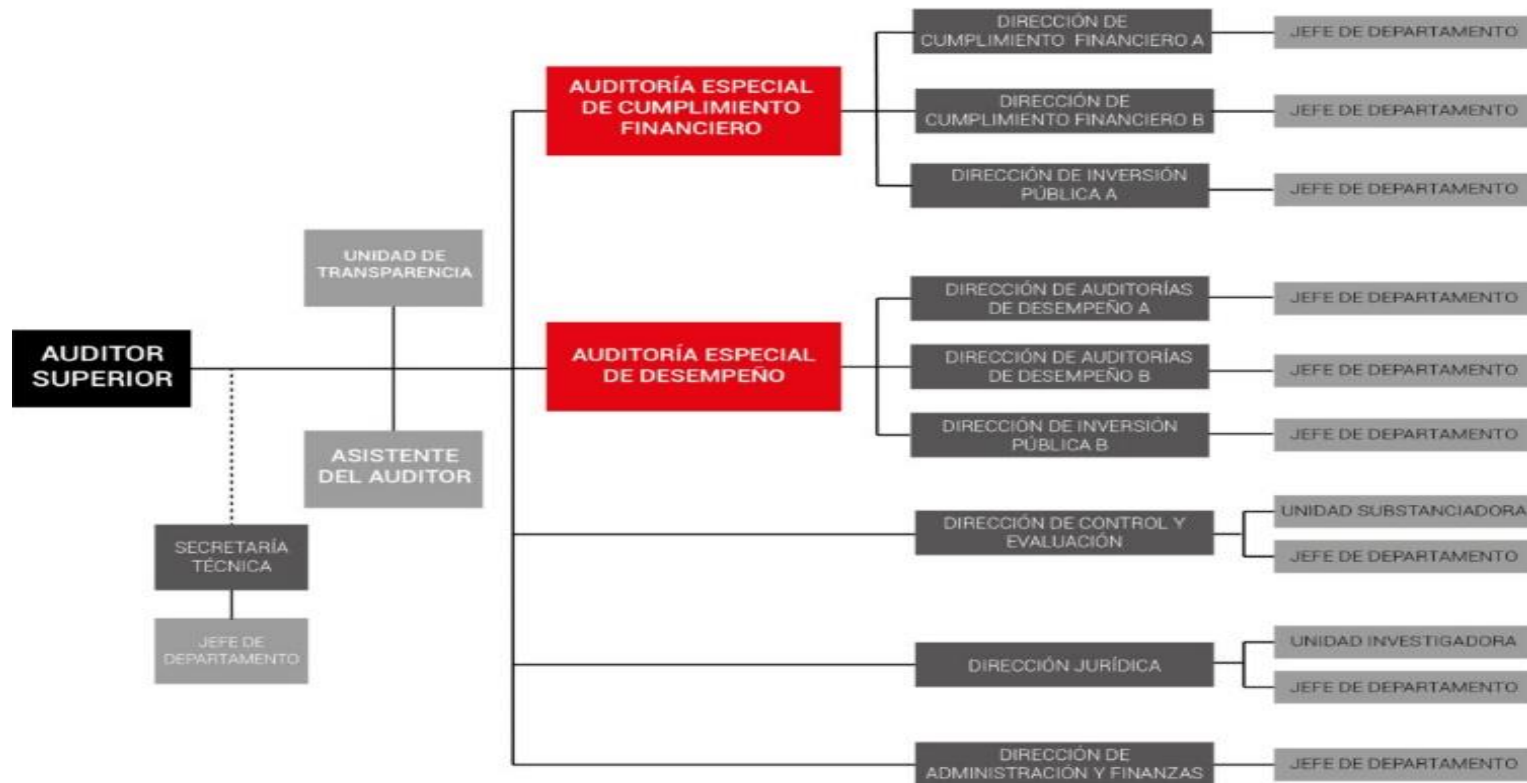 DIRECCIÓN DE
CUMPLIMIENTO FINANCIERO A
JEFE DE DEPARTAMENTO
AUDITORÍA ESPECIAL
DE CUMPLIMIENTO
FINANCIERO
DIRECCIÓN DE
CUMPLIMIENTO FINANCIERO B
JEFE DE DEPARTAMENTO
DIRECCIÓN DE INVERSIÓN
PÚBLICA A
JEFE DE DEPARTAMENTO
UNIDAD DE
TRANSPARENCIA
DIRECCIÓN DE AUDITORÍAS
DE DESEMPEÑO A
JEFE DE DEPARTAMENTO
AUDITOR
SUPERIOR
AUDITORÍA ESPECIAL
DE DESEMPEÑO
DIRECCIÓN DE AUDITORÍAS
DE DESEMPEÑO B
JEFE DE DEPARTAMENTO
DIRECCIÓN DE INVERSIÓN
PÚBLICA B
JEFE DE DEPARTAMENTO
ASISTENTE
DEL AUDITOR
SECRETARÍA
TÉCNICA
JEFE DE
DEPARTAMENTO
DIRECCIÓN DE CONTROL Y
EVALUACIÓN
UNIDAD SUBSTANCIADORA
JEFE DE DEPARTAMENTO
DIRECCIÓN JURÍDICA
UNIDAD INVESTIGADORA
JEFE DE DEPARTAMENTO
DIRECCIÓN DE
ADMINISTRACIÓN Y FINANZAS
JEFE DE DEPARTAMENTO